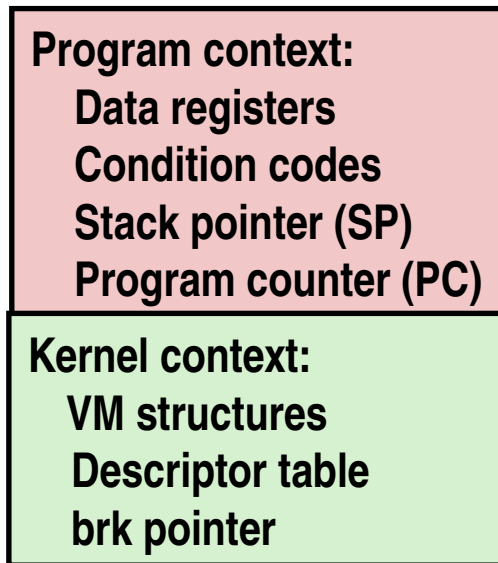 Program context:
Data registers
Condition codes
Stack pointer (SP)
Program counter (PC)
Kernel context:
VM structures
Descriptor table
brk pointer